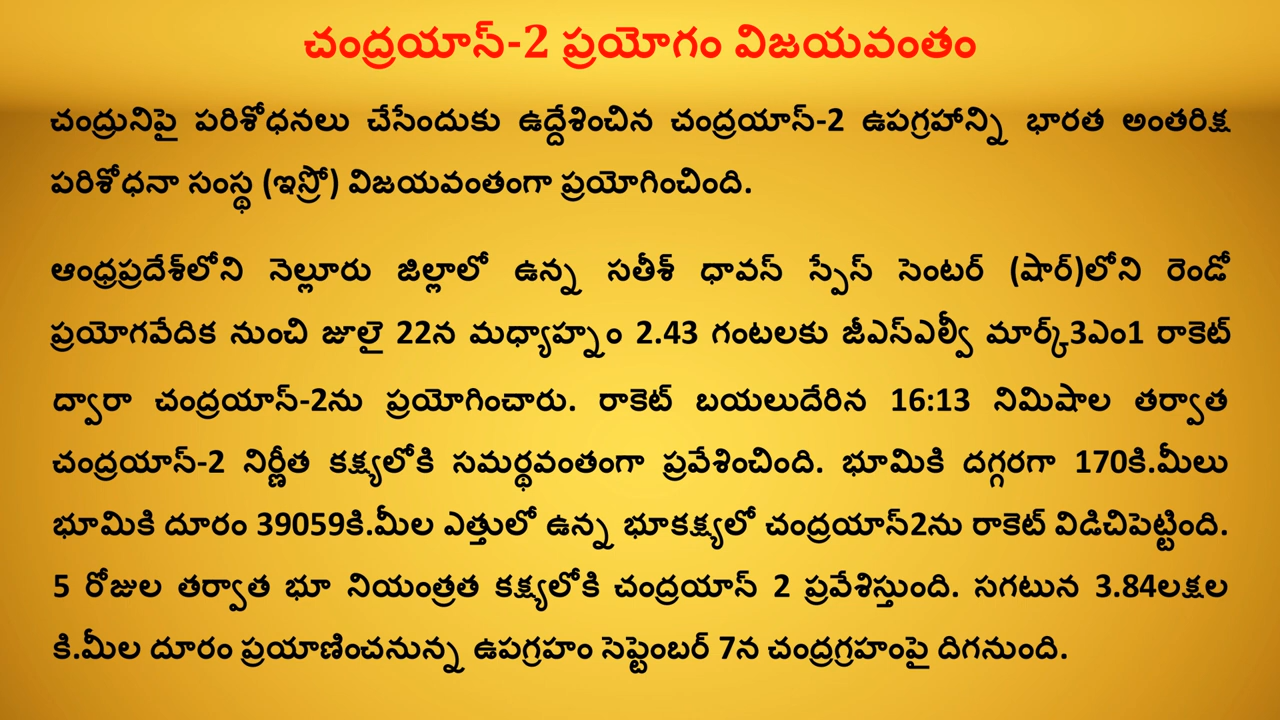 చంద్రయాన్-2 ప్రయోగం విజయవంతం
చంద్రునిపై పరిశోధనలు చేసేందుకు ఉద్దేశించిన చంద్రయాన్-2 ఉపగ్రహాన్ని భారత అంతరిక్ష
పరిశోధనా సంస్థ (ఇస్రో) విజయవంతంగా ప్రయోగించింది.
ఆంధ్రప్రదేశ్‌లోని నెల్లూరు జిల్లాలో ఉన్న సతీశ్ ధావన్ స్పేస్ సెంటర్ (షార్)లోని రెండో
ప్రయోగవేదిక నుంచి జూలై 22న మధ్యాహ్నం 2.43 గంటలకు జీఎస్ఎల్వీ మార్క్3ఎం1 రాకెట్
ద్వారా చంద్రయాన్-2ను ప్రయోగించారు. రాకెట్ బయలుదేరిన 16:13 నిమిషాల తర్వాత
చంద్రయాన్-2 నిర్ణీత కక్ష్యలోకి సమర్థవంతంగా ప్రవేశించింది. భూమికి దగ్గరగా 170కి.మీలు
భూమికి దూరం 39059కి.మీల ఎత్తులో ఉన్న భూకక్ష్యలో చంద్రయాన్2ను రాకెట్ విడిచిపెట్టింది.
5 రోజుల తర్వాత భూ నియంత్రత కక్ష్యలోకి చంద్రయాన్ 2 ప్రవేశిస్తుంది. సగటున 3.84లక్షల
కి.మీల దూరం ప్రయాణించనున్న ఉపగ్రహం సెప్టెంబర్ 7న చంద్రగ్రహంపై దిగనుంది.